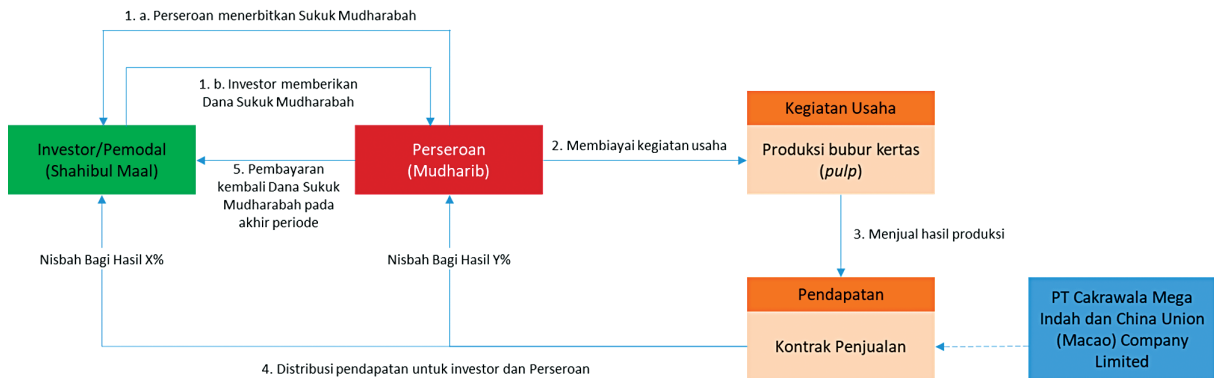 1. a. Perseroan menerbitkan Sukuk Mudharabah
1. b. Investor memberikan
Dana Sukuk Mudharabah
Investor/Pemodal
(Shahibul Maal)
Perseroan
(Mudharib)
2. Membiayai kegiatan usaha
Kegiatan Usaha
Produksi bubur kertas
(pulp)
5. Pembayaran
kembali Dana Sukuk
Mudharabah pada
akhir periode
3. Menjual hasil produksi
Nisbah Bagi Hasil X%
Nisbah Bagi Hasil Y%
Pendapatan
Kontrak Penjualan
PT Cakrawala Mega
Indah dan China Union
(Macao) Company
Limited
4. Distribusi pendapatan untuk investor dan Perseroan